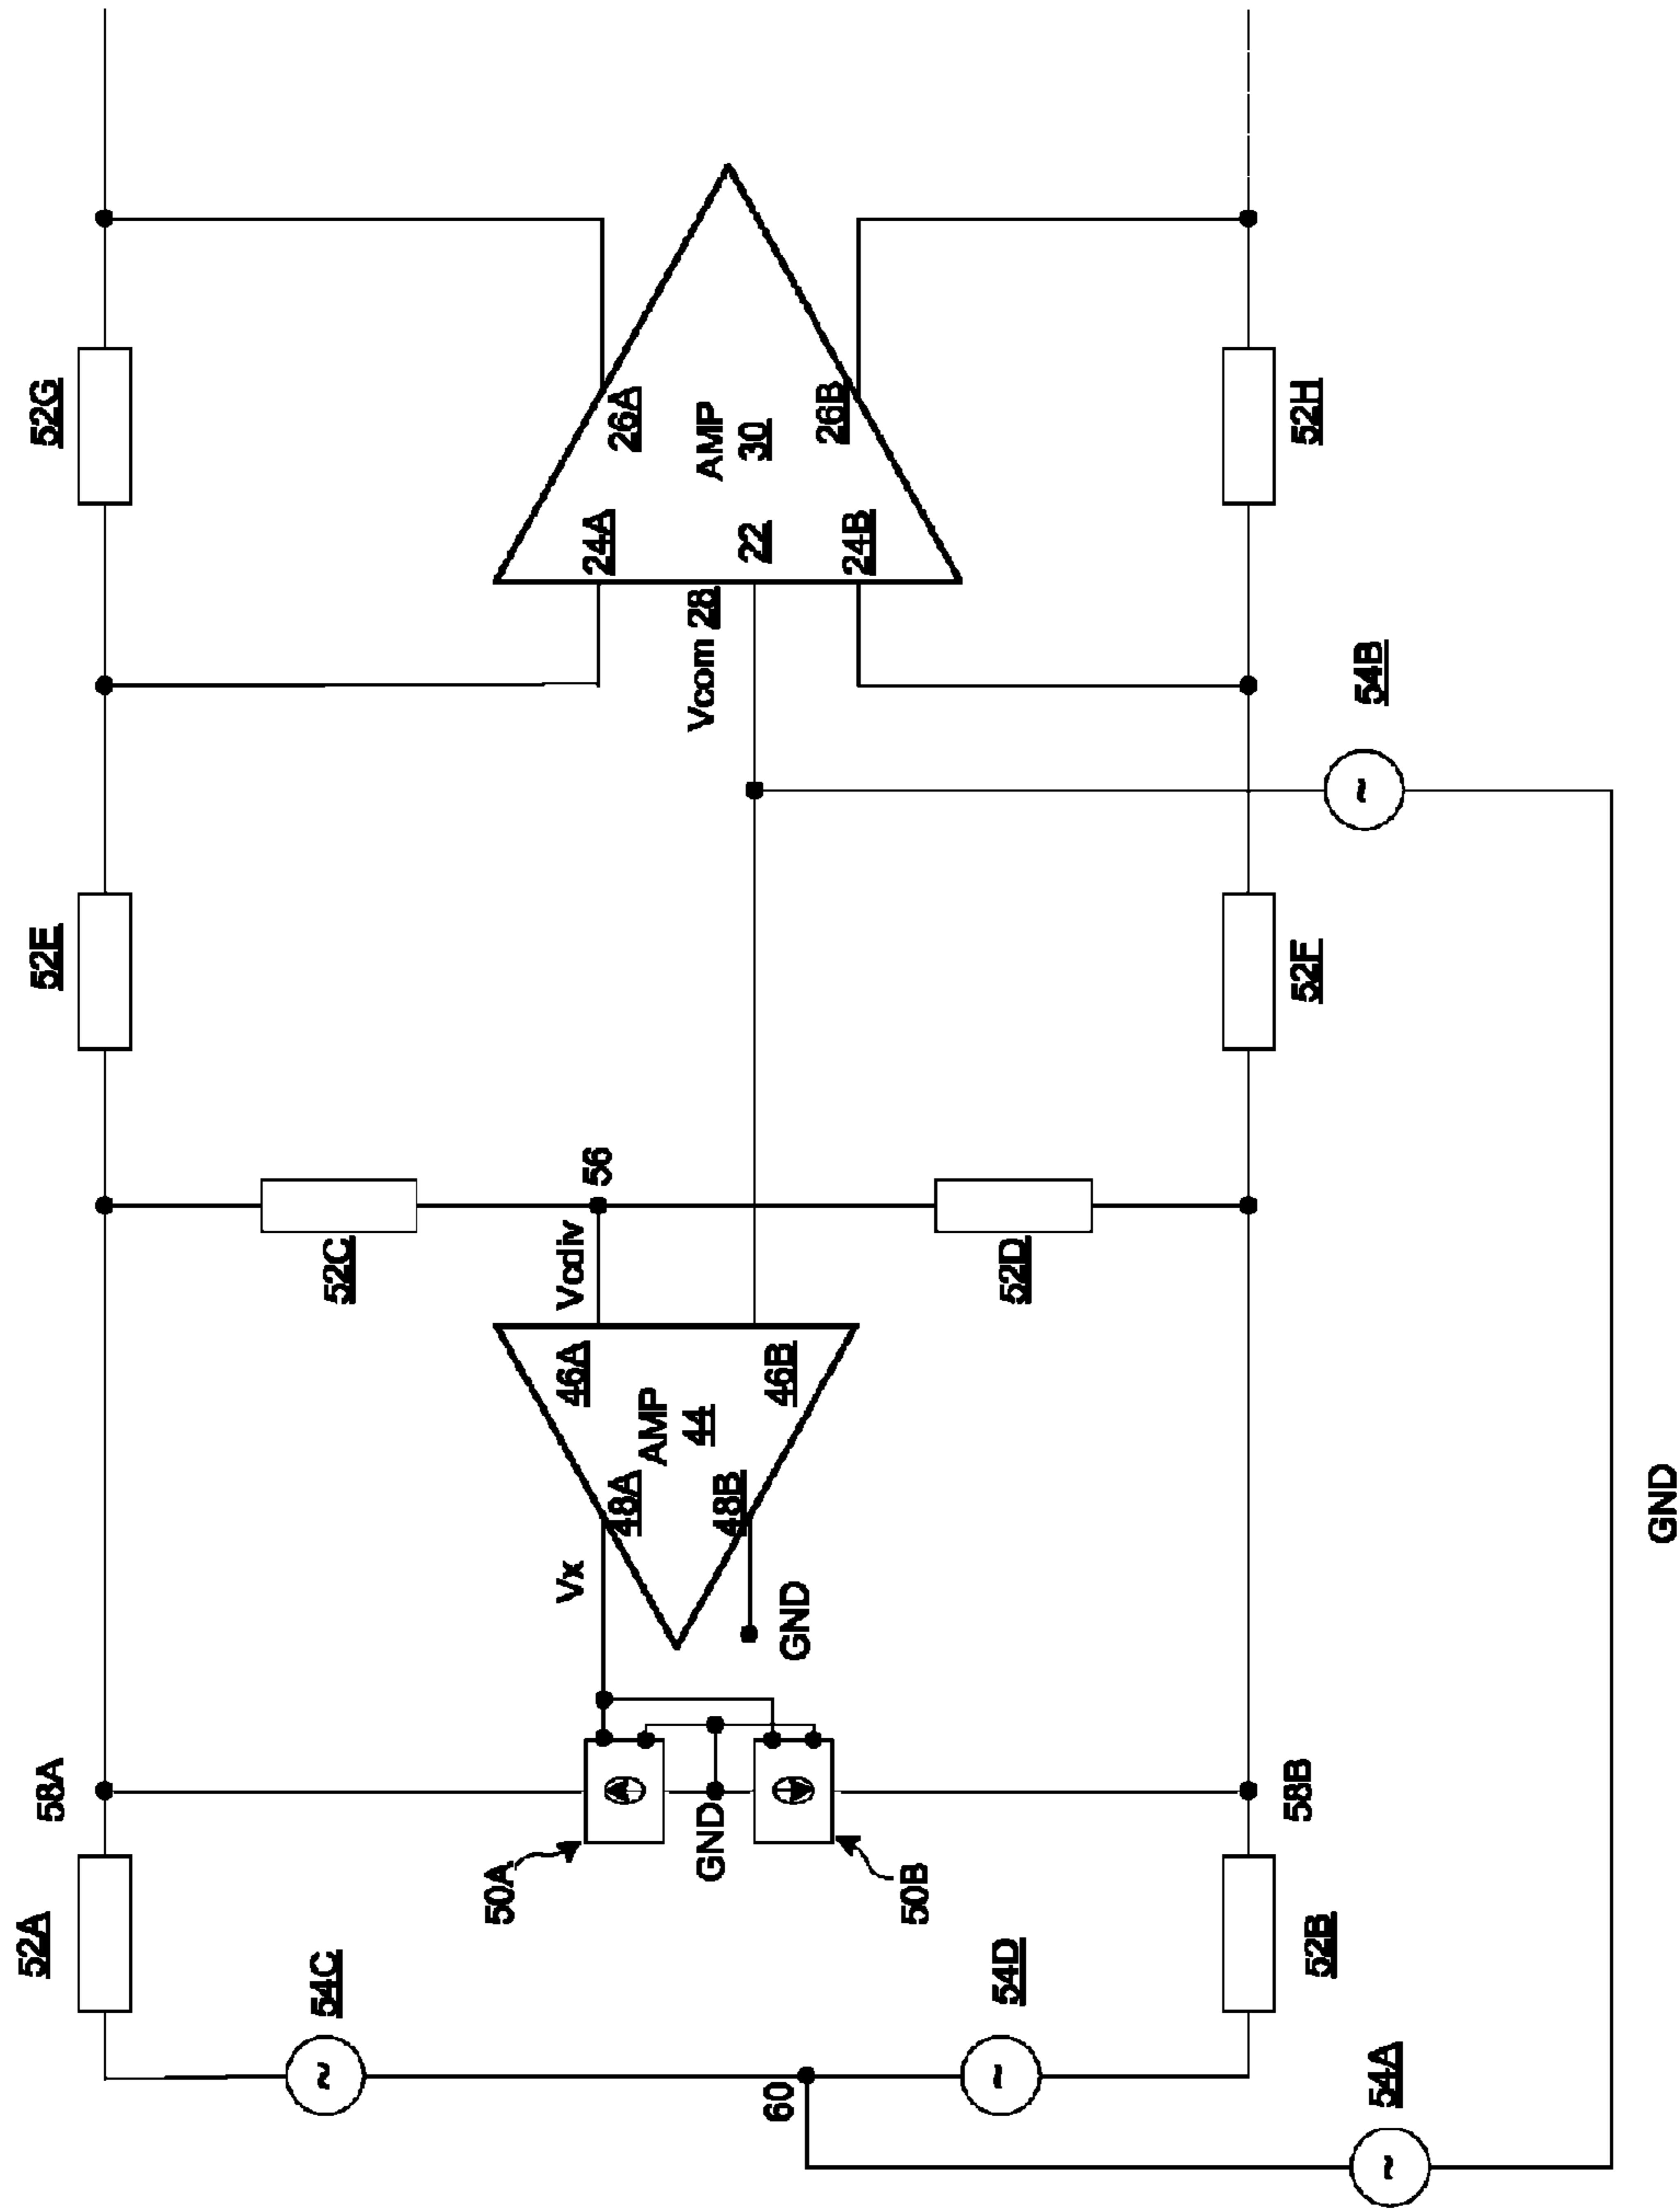 52G
26A
AMP
30
26B
52H
24A
22
24B
Vcom 28
54B
52E
52F
56
Vcdiv
52C
52D
46A
AMP
44
46B
48A
48B
Vx
GND
GND
58A
58B
GND
50A
50B
52A
54C
54D
52B
60
54A